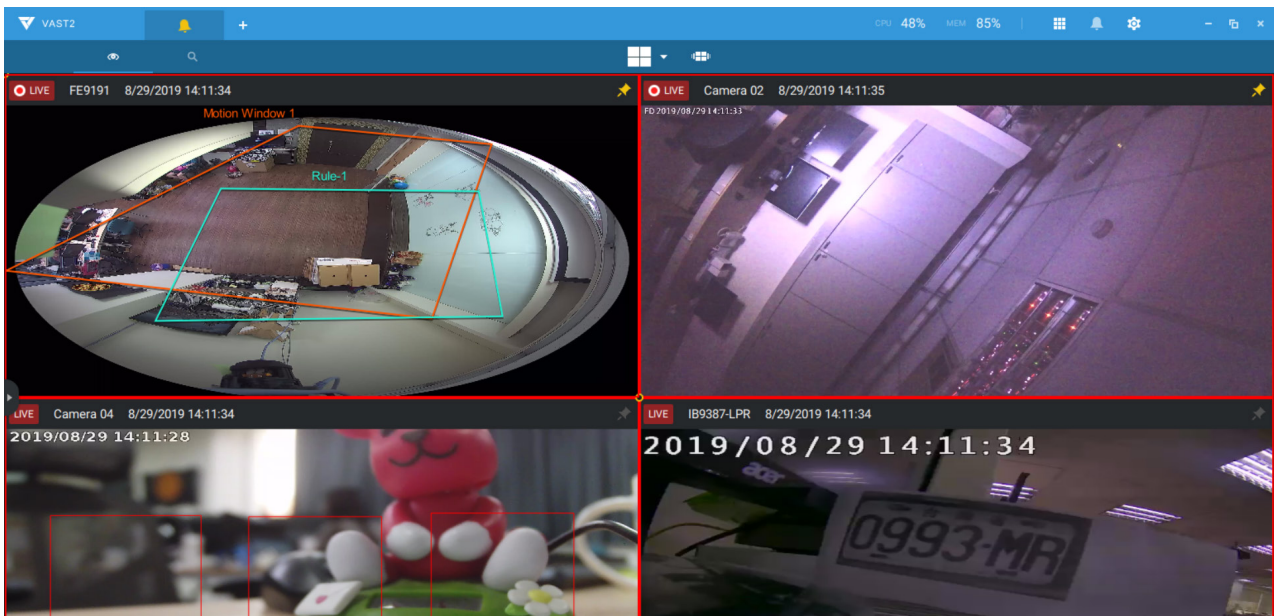 VAST2
CPU 48% MEM 85%
LIVE FE9191 8/29/2019 14:11:34
LIVE Camera 02 8/29/2019 14:11:35
Motion Window 1
FD 2019/08/29 14:11:33
Rule-1
LIVE Camera 04 8/29/2019 14:11:34
LIVE IB9387-LPR 8/29/2019 14:11:34
2019/08/29 14:11:28
2019/08/29 14:11:34
acer
0993-MR